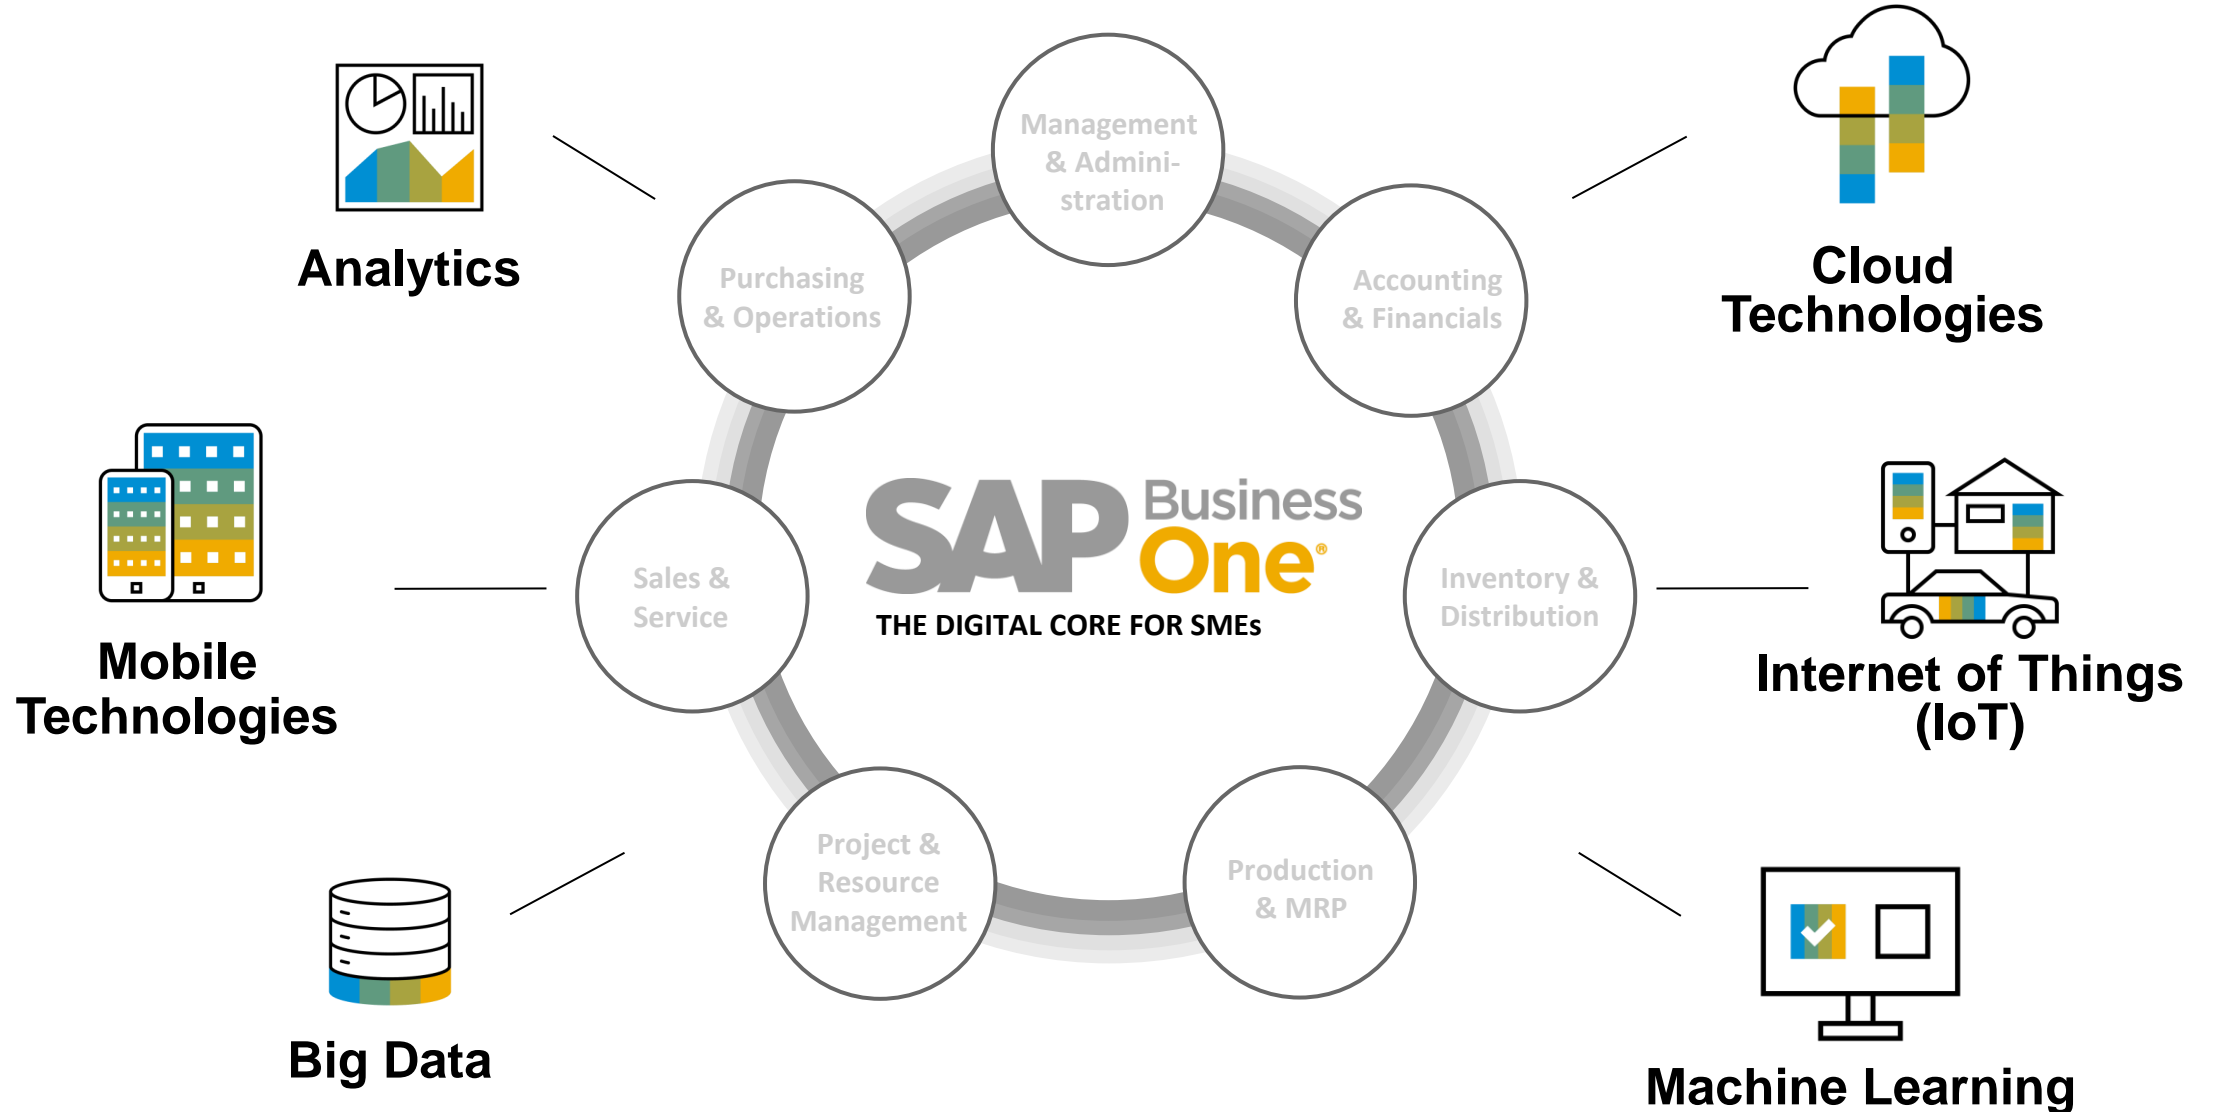 Analytics
Mobile
Technologies
Big Data
Management
& Admini-
stration
Purchasing
& Operations
Accounting
& Financials
Sales &
Service
SAP Business
One®
THE DIGITAL CORE FOR SMEs
Inventory &
Distribution
Project &
Resource
Management
Production
& MRP
Cloud
Technologies
Internet of Things
(IoT)
Machine Learning